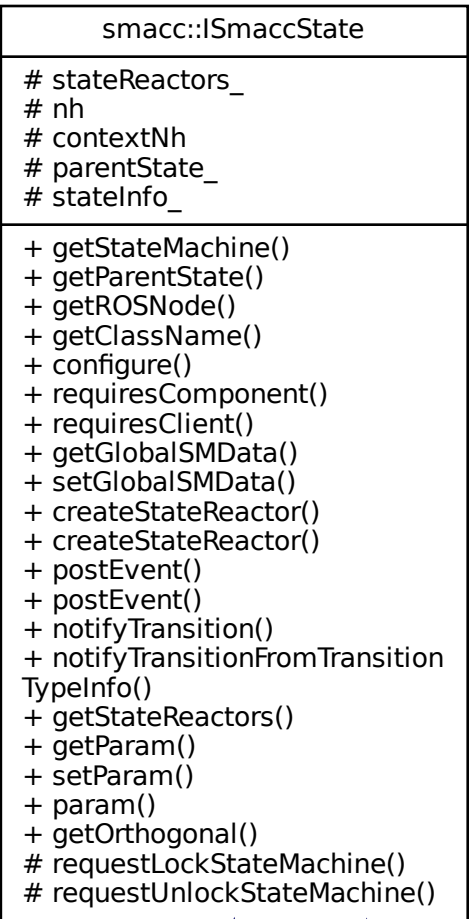 smacc::ISmaccState
# stateReactors_
# nh
# contextNh
# parentState_
# stateInfo_
+ getStateMachine()
+ getParentState()
+ getROSNode()
+ getClassName()
+ configure()
+ requiresComponent()
+ requiresClient()
+ getGlobalSMData()
+ setGlobalSMData()
+ createStateReactor()
+ createStateReactor()
+ postEvent()
+ postEvent()
+ notifyTransition()
+ notifyTransitionFromTransition
TypeInfo()
+ getStateReactors()
+ getParam()
+ setParam()
+ param()
+ getOrthogonal()
# requestLockStateMachine()
# requestUnlockStateMachine()